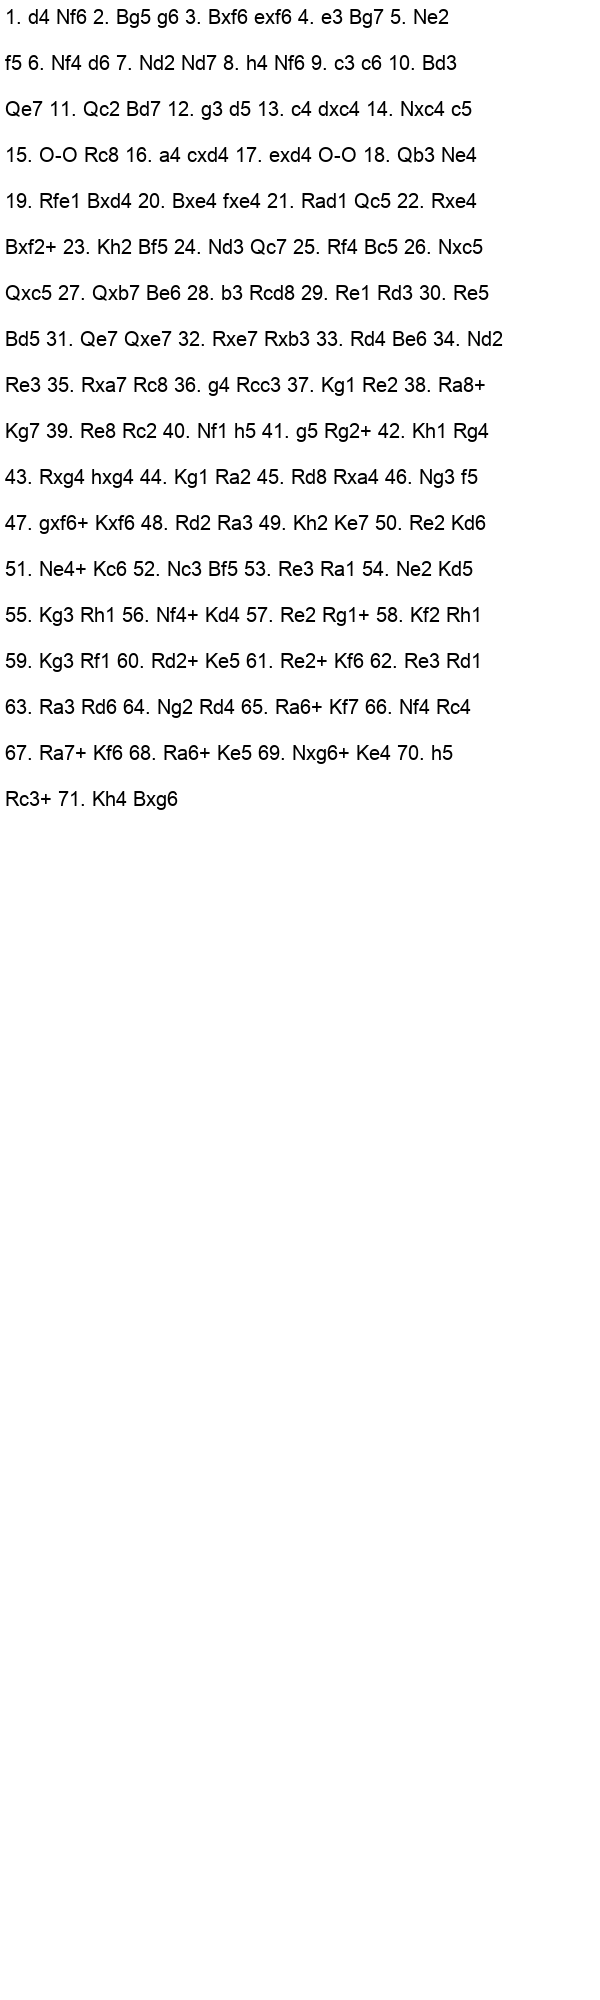 1. d4 Nf6 2. Bg5 g6 3. Bxf6 exf6 4. e3 Bg7 5. Ne2
f5 6. Nf4 d6 7. Nd2 Nd7 8. h4 Nf6 9. c3 c6 10. Bd3
Qe7 11. Qc2 Bd7 12. g3 d5 13. c4 dxc4 14. Nxc4 c5
15. O-O Rc8 16. a4 cxd4 17. exd4 O-O 18. Qb3 Ne4
19. Rfe1 Bxd4 20. Bxe4 fxe4 21. Rad1 Qc5 22. Rxe4
Bxf2+ 23. Kh2 Bf5 24. Nd3 Qc7 25. Rf4 Bc5 26. Nxc5
Qxc5 27. Qxb7 Be6 28. b3 Rcd8 29. Re1 Rd3 30. Re5
Bd5 31. Qe7 Qxe7 32. Rxe7 Rxb3 33. Rd4 Be6 34. Nd2
Re3 35. Rxa7 Rc8 36. g4 Rcc3 37. Kg1 Re2 38. Ra8+
Kg7 39. Re8 Rc2 40. Nf1 h5 41. g5 Rg2+ 42. Kh1 Rg4
43. Rxg4 hxg4 44. Kg1 Ra2 45. Rd8 Rxa4 46. Ng3 f5
47. gxf6+ Kxf6 48. Rd2 Ra3 49. Kh2 Ke7 50. Re2 Kd6
51. Ne4+ Kc6 52. Nc3 Bf5 53. Re3 Ra1 54. Ne2 Kd5
55. Kg3 Rh1 56. Nf4+ Kd4 57. Re2 Rg1+ 58. Kf2 Rh1
59. Kg3 Rf1 60. Rd2+ Ke5 61. Re2+ Kf6 62. Re3 Rd1
63. Ra3 Rd6 64. Ng2 Rd4 65. Ra6+ Kf7 66. Nf4 Rc4
67. Ra7+ Kf6 68. Ra6+ Ke5 69. Nxg6+ Ke4 70. h5
Rc3+ 71. Kh4 Bxg6